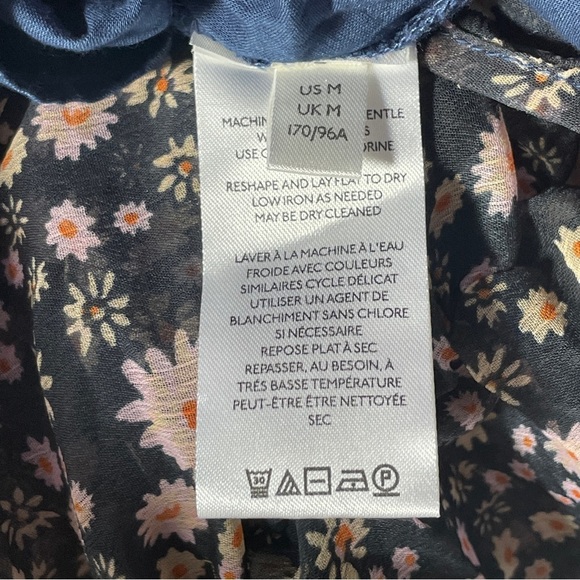 US M
UK M
170/96A
MACHIN ENTLE
W S
USE C ORINE
RESHAPE AND LAY FLAT TO DRY
LOW IRON AS NEEDED
MAY BE DRY CLEANED
LAVER À LA MACHINE À L'EAU
FROIDE AVEC COULEURS
SIMILAIRES CYCLE DÉLICAT
UTILISER UN AGENT DE
BLANCHIMENT SANS CHLORE
SI NÉCESSAIRE
REPOSE PLAT À SEC
REPASSER, AU BESOIN, À
TRÉS BASSE TEMPÉRATURE
PEUT-ÊTRE ÊTRE NETTOYÉE
SEC
30 P